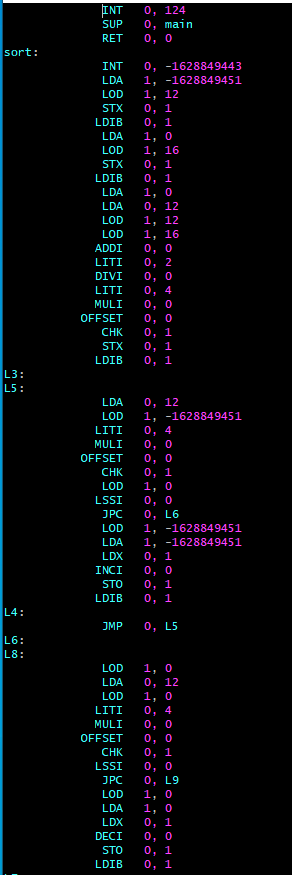 INT 0, 124
SUP 0, main
RET 0, 0
sort:
INT 0, -1628849443
LDA 1, -1628849451
LOD 1, 12
STX 0, 1
LDIB 0, 1
LDA 1, 0
LOD 1, 16
STX 0, 1
LDIB 0, 1
LDA 1, 0
LDA 0, 12
LOD 1, 12
LOD 1, 16
ADDI 0, 0
LITI 0, 2
DIVI 0, 0
LITI 0, 4
MULI 0, 0
OFFSET 0, 0
CHK 0, 1
STX 0, 1
LDIB 0, 1
L3:
L5:
LDA 0, 12
LOD 1, -1628849451
LITI 0, 4
MULI 0, 0
OFFSET 0, 0
CHK 0, 1
LOD 1, 0
LSSI 0, 0
JPC 0, L6
LOD 1, -1628849451
LDA 1, -1628849451
LDX 0, 1
INCI 0, 0
STO 0, 1
LDIB 0, 1
L4:
JMP 0, L5
L6:
L8:
LOD 1, 0
LDA 0, 12
LOD 1, 0
LITI 0, 4
MULI 0, 0
OFFSET 0, 0
CHK 0, 1
LSSI 0, 0
JPC 0, L9
LOD 1, 0
LDA 1, 0
LDX 0, 1
DECI 0, 0
STO 0, 1
LDIB 0, 1